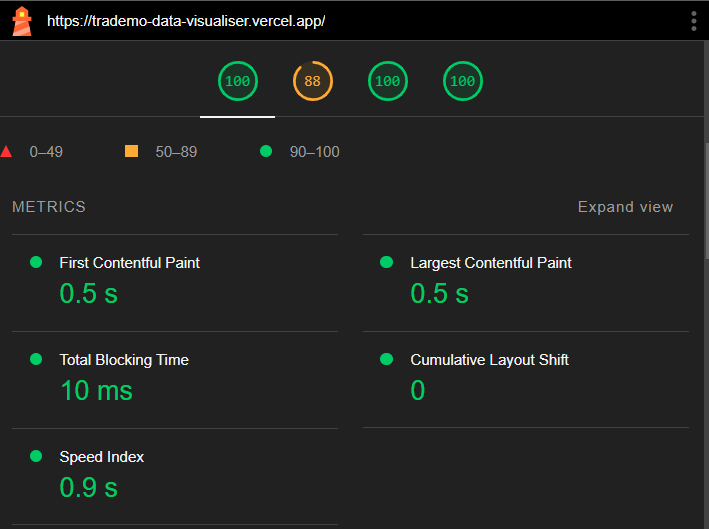 https://trademo-data-visualiser.vercel.app/
100 88 100 100
0–49 50–89 90–100
METRICS Expand view
First Contentful Paint Largest Contentful Paint
0.5 s 0.5 s
Total Blocking Time Cumulative Layout Shift
10 ms 0
Speed Index
0.9 s